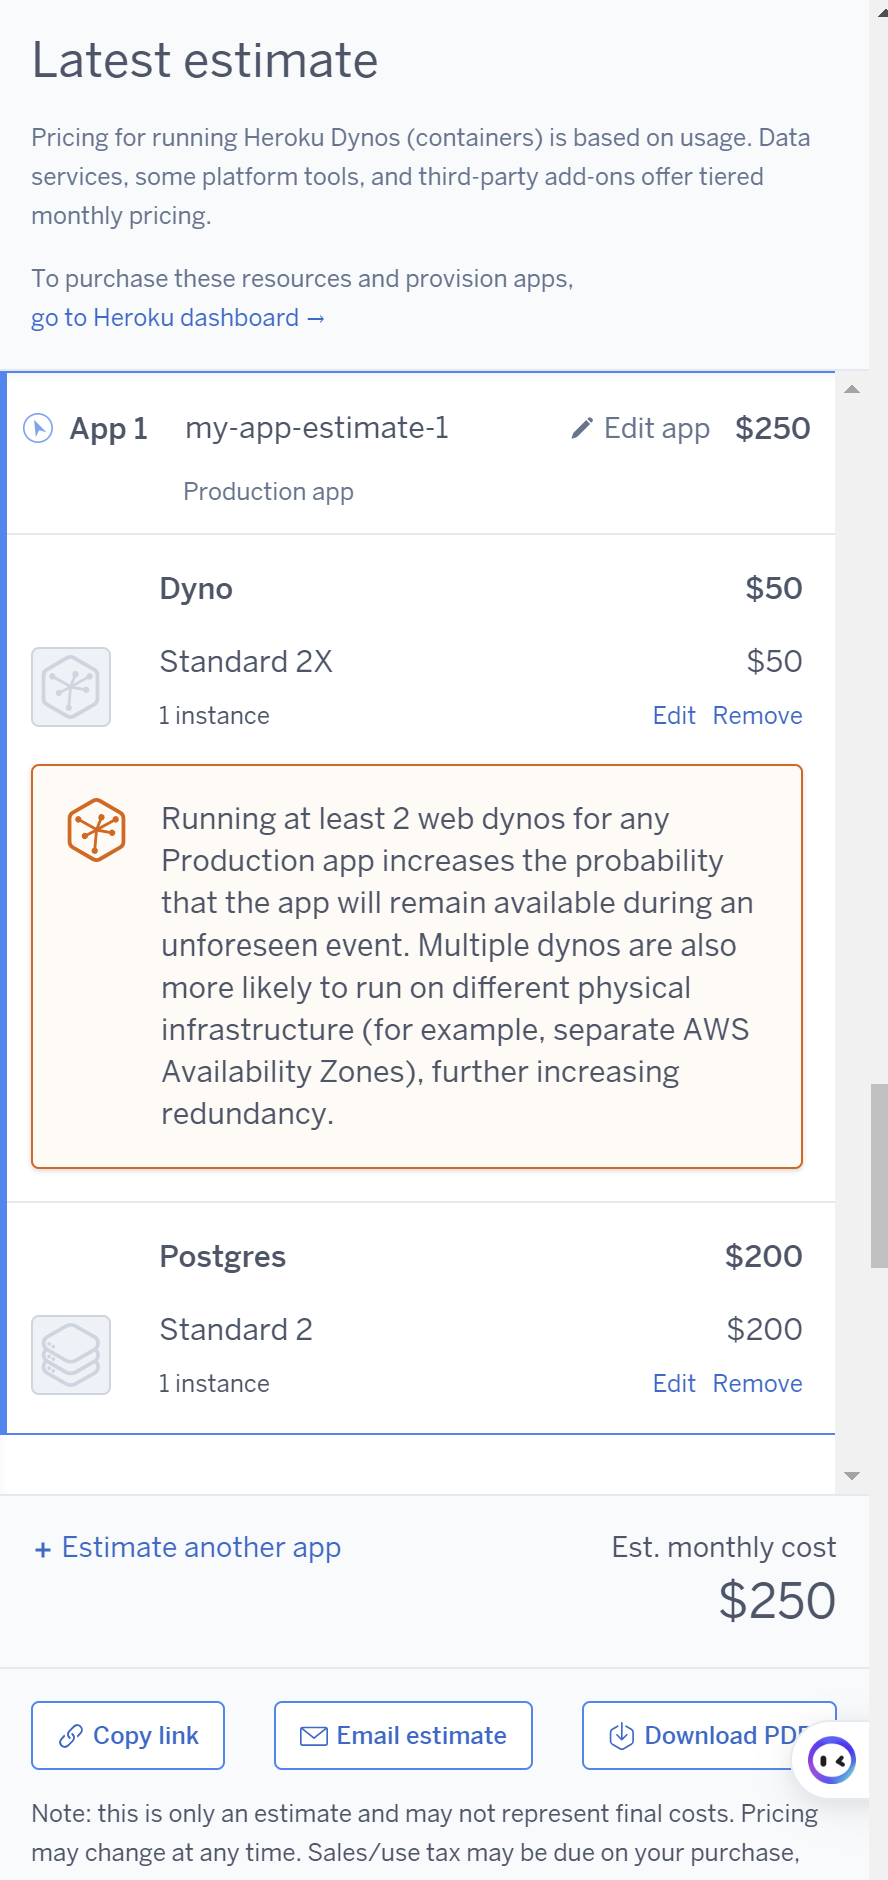 Latest estimate
Pricing for running Heroku Dynos (containers) is based on usage. Data
services, some platform tools, and third-party add-ons offer tiered
monthly pricing.
To purchase these resources and provision apps,
go to Heroku dashboard →
App 1 my-app-estimate-1 Edit app $250
Production app
Dyno $50
Standard 2X $50
1 instance Edit Remove
Running at least 2 web dynos for any
Production app increases the probability
that the app will remain available during an
unforeseen event. Multiple dynos are also
more likely to run on different physical
infrastructure (for example, separate AWS
Availability Zones), further increasing
redundancy.
Postgres $200
Standard 2 $200
1 instance Edit Remove
+ Estimate another app Est. monthly cost
$250
Copy link Email estimate Download PDF
Note: this is only an estimate and may not represent final costs. Pricing
may change at any time. Sales/use tax may be due on your purchase,